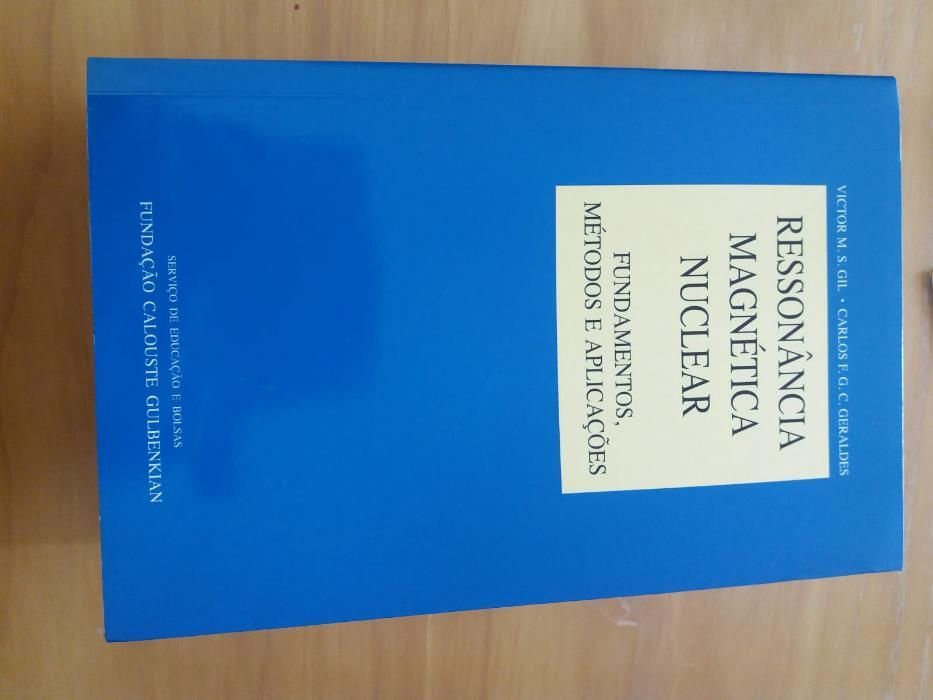 VICTOR M. S. GIL • CARLOS F. G. C. GERALDES
RESSONÂNCIA
MAGNÉTICA
NUCLEAR
FUNDAMENTOS,
MÉTODOS E APLICAÇÕES
SERVIÇO DE EDUCAÇÃO E BOLSAS
FUNDAÇÃO CALOUSTE GULBENKIAN